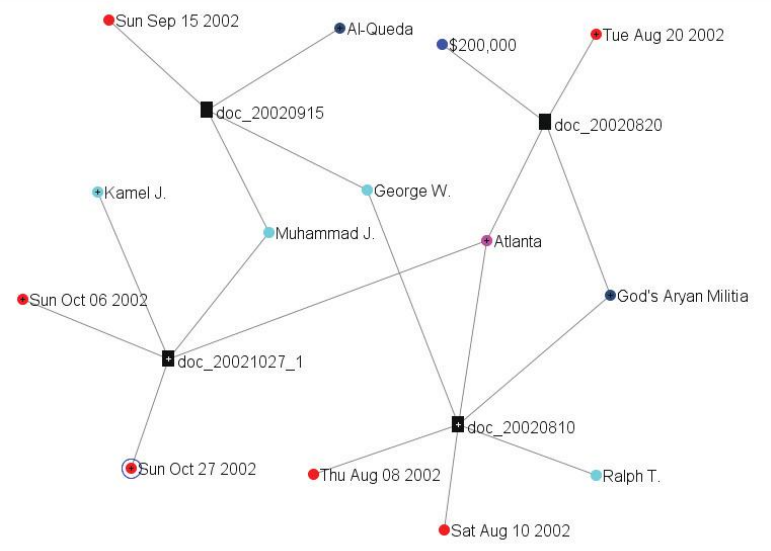 Sun Sep 15 2002
Al-Queda
$200,000
Tue Aug 20 2002
doc_20020915
doc_20020820
Kamel J.
George W.
Muhammad J.
Atlanta
Sun Oct 06 2002
God's Aryan Militia
doc_20021027_1
doc_20020810
Sun Oct 27 2002
Thu Aug 08 2002
Ralph T.
Sat Aug 10 2002